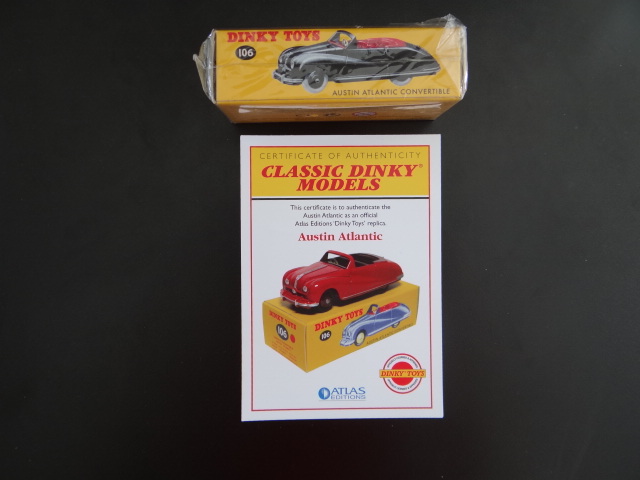 DINKY TOYS
106
AUSTIN ATLANTIC CONVERTIBLE
CERTIFICATE OF AUTHENTICITY
CLASSIC DINKY®
MODELS
This certificate is to authenticate the
Austin Atlantic as an official
Atlas Editions 'Dinky Toys' replica.
Austin Atlantic
DINKY TOYS
106
DINKY TOYS
106
DINKY TOYS
ATLAS
EDITIONS